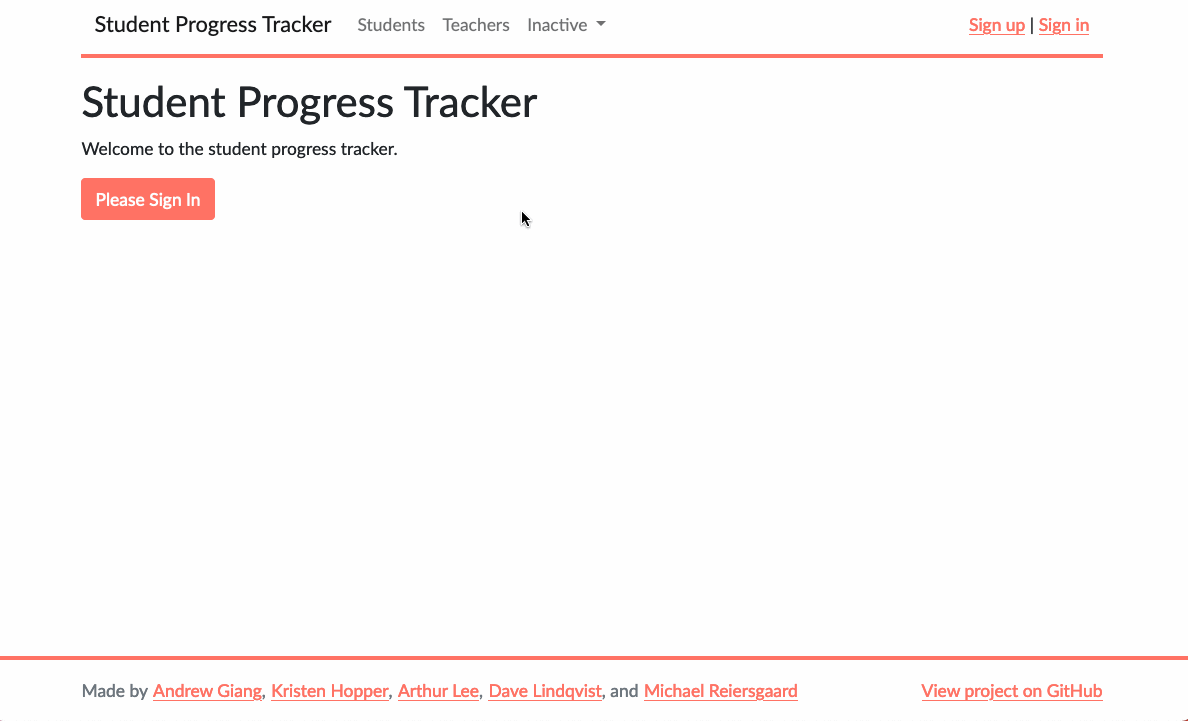 Student Progress Tracker Students Teachers Inactive Sign up | Sign in
Student Progress Tracker
Welcome to the student progress tracker.
Please Sign In
Made by Andrew Giang, Kristen Hopper, Arthur Lee, Dave Lindqvist, and Michael Reiersgaard View project on GitHub